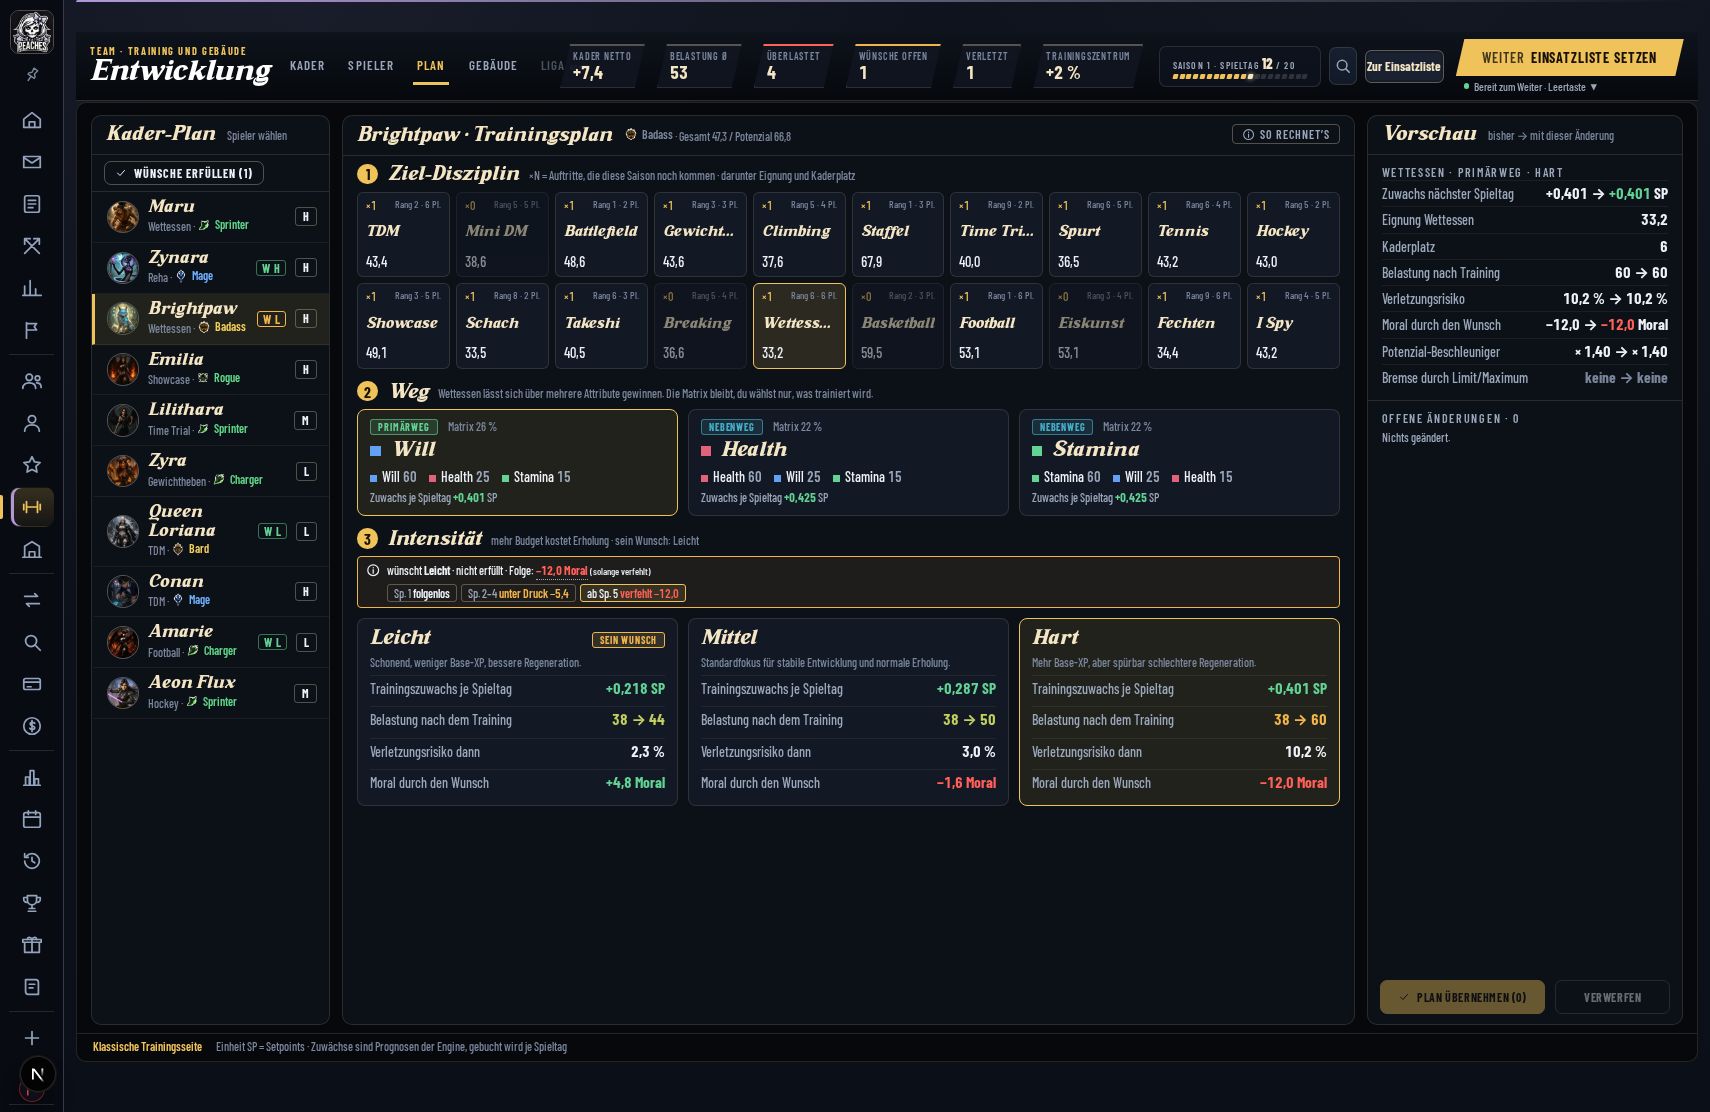 REAPERS
TEAM · TRAINING UND GEBÄUDE
Entwicklung
KADER SPIELER PLAN GEBÄUDE LIGA
KADER NETTO
+7,4
BELASTUNG Ø
53
ÜBERLASTET
4
WÜNSCHE OFFEN
1
VERLETZT
1
TRAININGSZENTRUM
+2 %
SAISON 1 · SPIELTAG 12 / 20
Zur Einsatzliste
WEITER EINSATZLISTE SETZEN
Bereit zum Weiter · Leertaste ▼
Kader-Plan Spieler wählen
WÜNSCHE ERFÜLLEN (1)
Maru
Wettessen · Sprinter
H
Zynara
Reha · Mage
W H H
Brightpaw
Wettessen · Badass
W L H
Emilia
Showcase · Rogue
H
Lilithara
Time Trial · Sprinter
M
Zyra
Gewichtheben · Charger
L
Queen
Loriana
TDM · Bard
W L L
Conan
TDM · Mage
H
Amarie
Football · Charger
W L L
Aeon Flux
Hockey · Sprinter
M
Brightpaw · Trainingsplan Badass · Gesamt 47,3 / Potenzial 66,8
SO RECHNET'S
1 Ziel-Disziplin ×N = Auftritte, die diese Saison noch kommen · darunter Eignung und Kaderplatz
×1 Rang 2 · 6 Pl.
TDM
43,4
×0 Rang 5 · 5 Pl.
Mini DM
38,6
×1 Rang 1 · 2 Pl.
Battlefield
48,6
×1 Rang 3 · 3 Pl.
Gewicht...
43,6
×1 Rang 5 · 4 Pl.
Climbing
37,6
×1 Rang 1 · 3 Pl.
Staffel
67,9
×1 Rang 9 · 2 Pl.
Time Tri...
40,0
×1 Rang 6 · 5 Pl.
Spurt
36,5
×1 Rang 6 · 4 Pl.
Tennis
43,2
×1 Rang 5 · 2 Pl.
Hockey
43,0
×1 Rang 3 · 5 Pl.
Showcase
49,1
×1 Rang 8 · 2 Pl.
Schach
33,5
×1 Rang 6 · 3 Pl.
Takeshi
40,5
×0 Rang 5 · 4 Pl.
Breaking
36,6
×1 Rang 6 · 6 Pl.
Wettess...
33,2
×0 Rang 2 · 3 Pl.
Basketball
59,5
×1 Rang 1 · 6 Pl.
Football
53,1
×0 Rang 3 · 4 Pl.
Eiskunst
53,1
×1 Rang 9 · 6 Pl.
Fechten
34,4
×1 Rang 4 · 5 Pl.
I Spy
43,2
2 Weg Wettessen lässt sich über mehrere Attribute gewinnen. Die Matrix bleibt, du wählst nur, was trainiert wird.
PRIMÄRWEG Matrix 26 %
Will
Will 60 Health 25 Stamina 15
Zuwachs je Spieltag +0,401 SP
NEBENWEG Matrix 22 %
Health
Health 60 Will 25 Stamina 15
Zuwachs je Spieltag +0,425 SP
NEBENWEG Matrix 22 %
Stamina
Stamina 60 Will 25 Health 15
Zuwachs je Spieltag +0,425 SP
3 Intensität mehr Budget kostet Erholung · sein Wunsch: Leicht
wünscht Leicht · nicht erfüllt · Folge: −12,0 Moral (solange verfehlt)
Sp. 1 folgenlos Sp. 2–4 unter Druck −5,4 ab Sp. 5 verfehlt −12,0
Leicht SEIN WUNSCH
Schonend, weniger Base-XP, bessere Regeneration.
Trainingszuwachs je Spieltag +0,218 SP
Belastung nach dem Training 38 → 44
Verletzungsrisiko dann 2,3 %
Moral durch den Wunsch +4,8 Moral
Mittel
Standardfokus für stabile Entwicklung und normale Erholung.
Trainingszuwachs je Spieltag +0,287 SP
Belastung nach dem Training 38 → 50
Verletzungsrisiko dann 3,0 %
Moral durch den Wunsch −1,6 Moral
Hart
Mehr Base-XP, aber spürbar schlechtere Regeneration.
Trainingszuwachs je Spieltag +0,401 SP
Belastung nach dem Training 38 → 60
Verletzungsrisiko dann 10,2 %
Moral durch den Wunsch −12,0 Moral
Vorschau bisher → mit dieser Änderung
WETTESSEN · PRIMÄRWEG · HART
Zuwachs nächster Spieltag +0,401 → +0,401 SP
Eignung Wettessen 33,2
Kaderplatz 6
Belastung nach Training 60 → 60
Verletzungsrisiko 10,2 % → 10,2 %
Moral durch den Wunsch −12,0 → −12,0 Moral
Potenzial-Beschleuniger × 1,40 → × 1,40
Bremse durch Limit/Maximum keine → keine
OFFENE ÄNDERUNGEN · 0
Nichts geändert.
PLAN ÜBERNEHMEN (0) VERWERFEN
Klassische Trainingsseite Einheit SP = Setpoints · Zuwächse sind Prognosen der Engine, gebucht wird je Spieltag
N